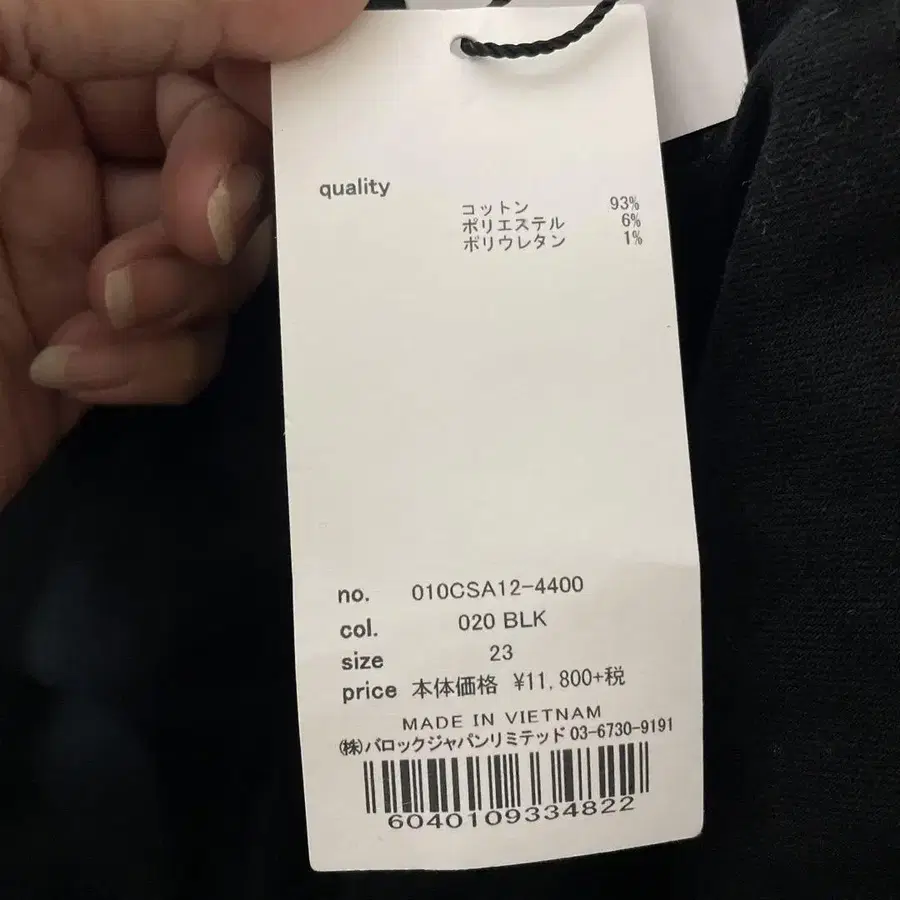 quality
コットン 93%
ポリエステル 6%
ポリウレタン 1%
no. 010CSA12-4400
col. 020 BLK
size 23
price 本体価格 ¥11,800+税
MADE IN VIETNAM
(株)バロックジャパンリミテッド 03-6730-9191
6040109334822